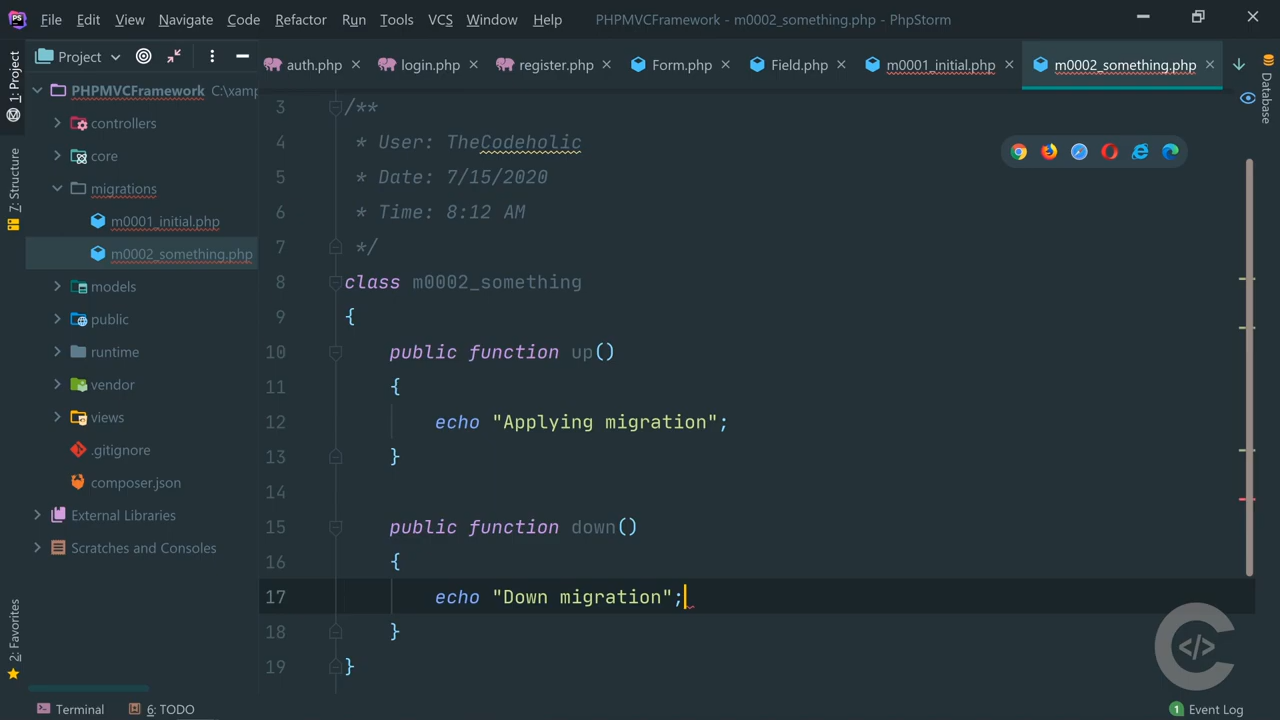 File Edit View Navigate Code Refactor Run Tools VCS Window Help PHPMVCFramework - m0002_something.php - PhpStorm
Project
auth.php login.php register.php Form.php Field.php m0001_initial.php m0002_something.php
1: Project
7: Structure
2: Favorites
Database
PHPMVCFramework C:\xamp
controllers
core
migrations
m0001_initial.php
m0002_something.php
models
public
runtime
vendor
views
.gitignore
composer.json
External Libraries
Scratches and Consoles
3 /**
4 * User: TheCodeholic
5 * Date: 7/15/2020
6 * Time: 8:12 AM
7 */
8 class m0002_something
9 {
10 public function up()
11 {
12 echo "Applying migration";
13 }
14
15 public function down()
16 {
17 echo "Down migration";
18 }
19 }
</>
Terminal 6: TODO 1 Event Log